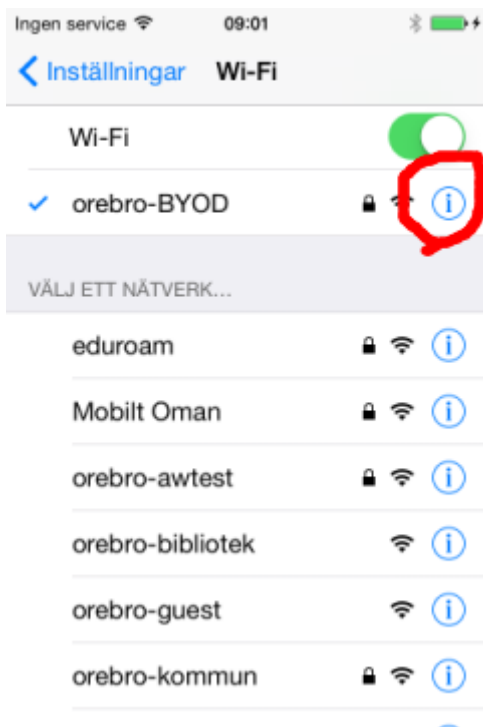 Ingen service 09:01
Inställningar Wi-Fi
Wi-Fi
orebro-BYOD
VÄLJ ETT NÄTVERK...
eduroam
Mobilt Oman
orebro-awtest
orebro-bibliotek
orebro-guest
orebro-kommun